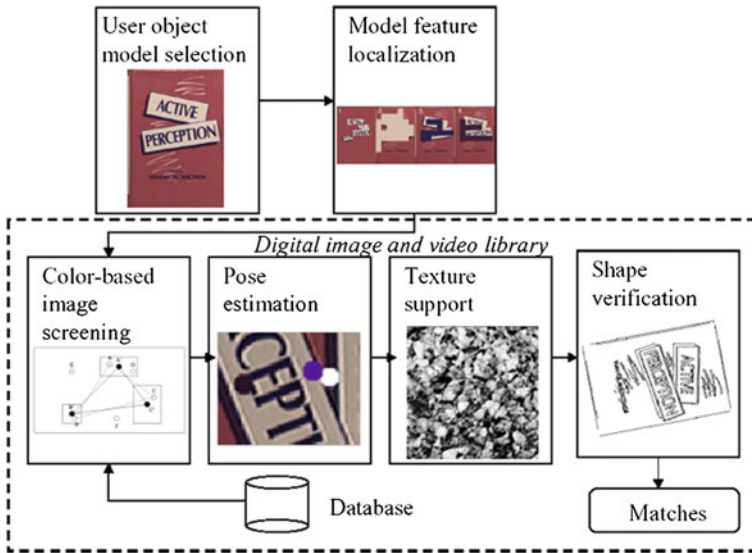 User object
model selection
ACTIVE
PERCEPTION
Model feature
localization
Digital image and video library
Color-based
image
screening
Pose
estimation
CEPTI
Texture
support
Shape
verification
PERCEPTION
ACTIVE
Database
Matches